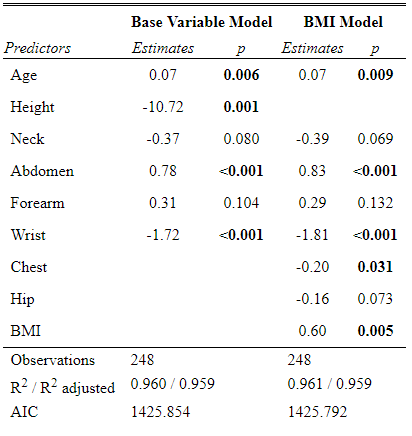 Base Variable Model BMI Model
Predictors Estimates p Estimates p
Age 0.07 0.006 0.07 0.009
Height -10.72 0.001
Neck -0.37 0.080 -0.39 0.069
Abdomen 0.78 <0.001 0.83 <0.001
Forearm 0.31 0.104 0.29 0.132
Wrist -1.72 <0.001 -1.81 <0.001
Chest -0.20 0.031
Hip -0.16 0.073
BMI 0.60 0.005
Observations 248 248
R2 / R2 adjusted 0.960 / 0.959 0.961 / 0.959
AIC 1425.854 1425.792